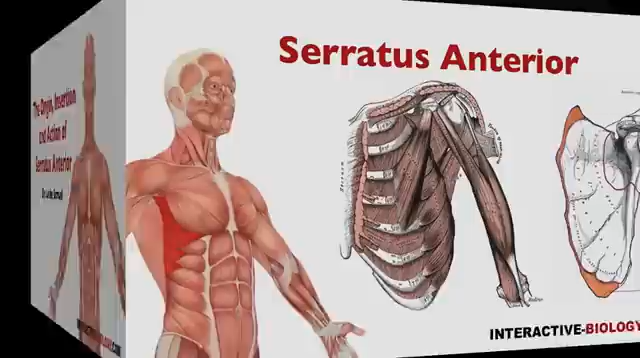 Serratus Anterior
The Origin, Insertion
and Action of
Serratus Anterior
INTERACTIVE-BIOLOGY